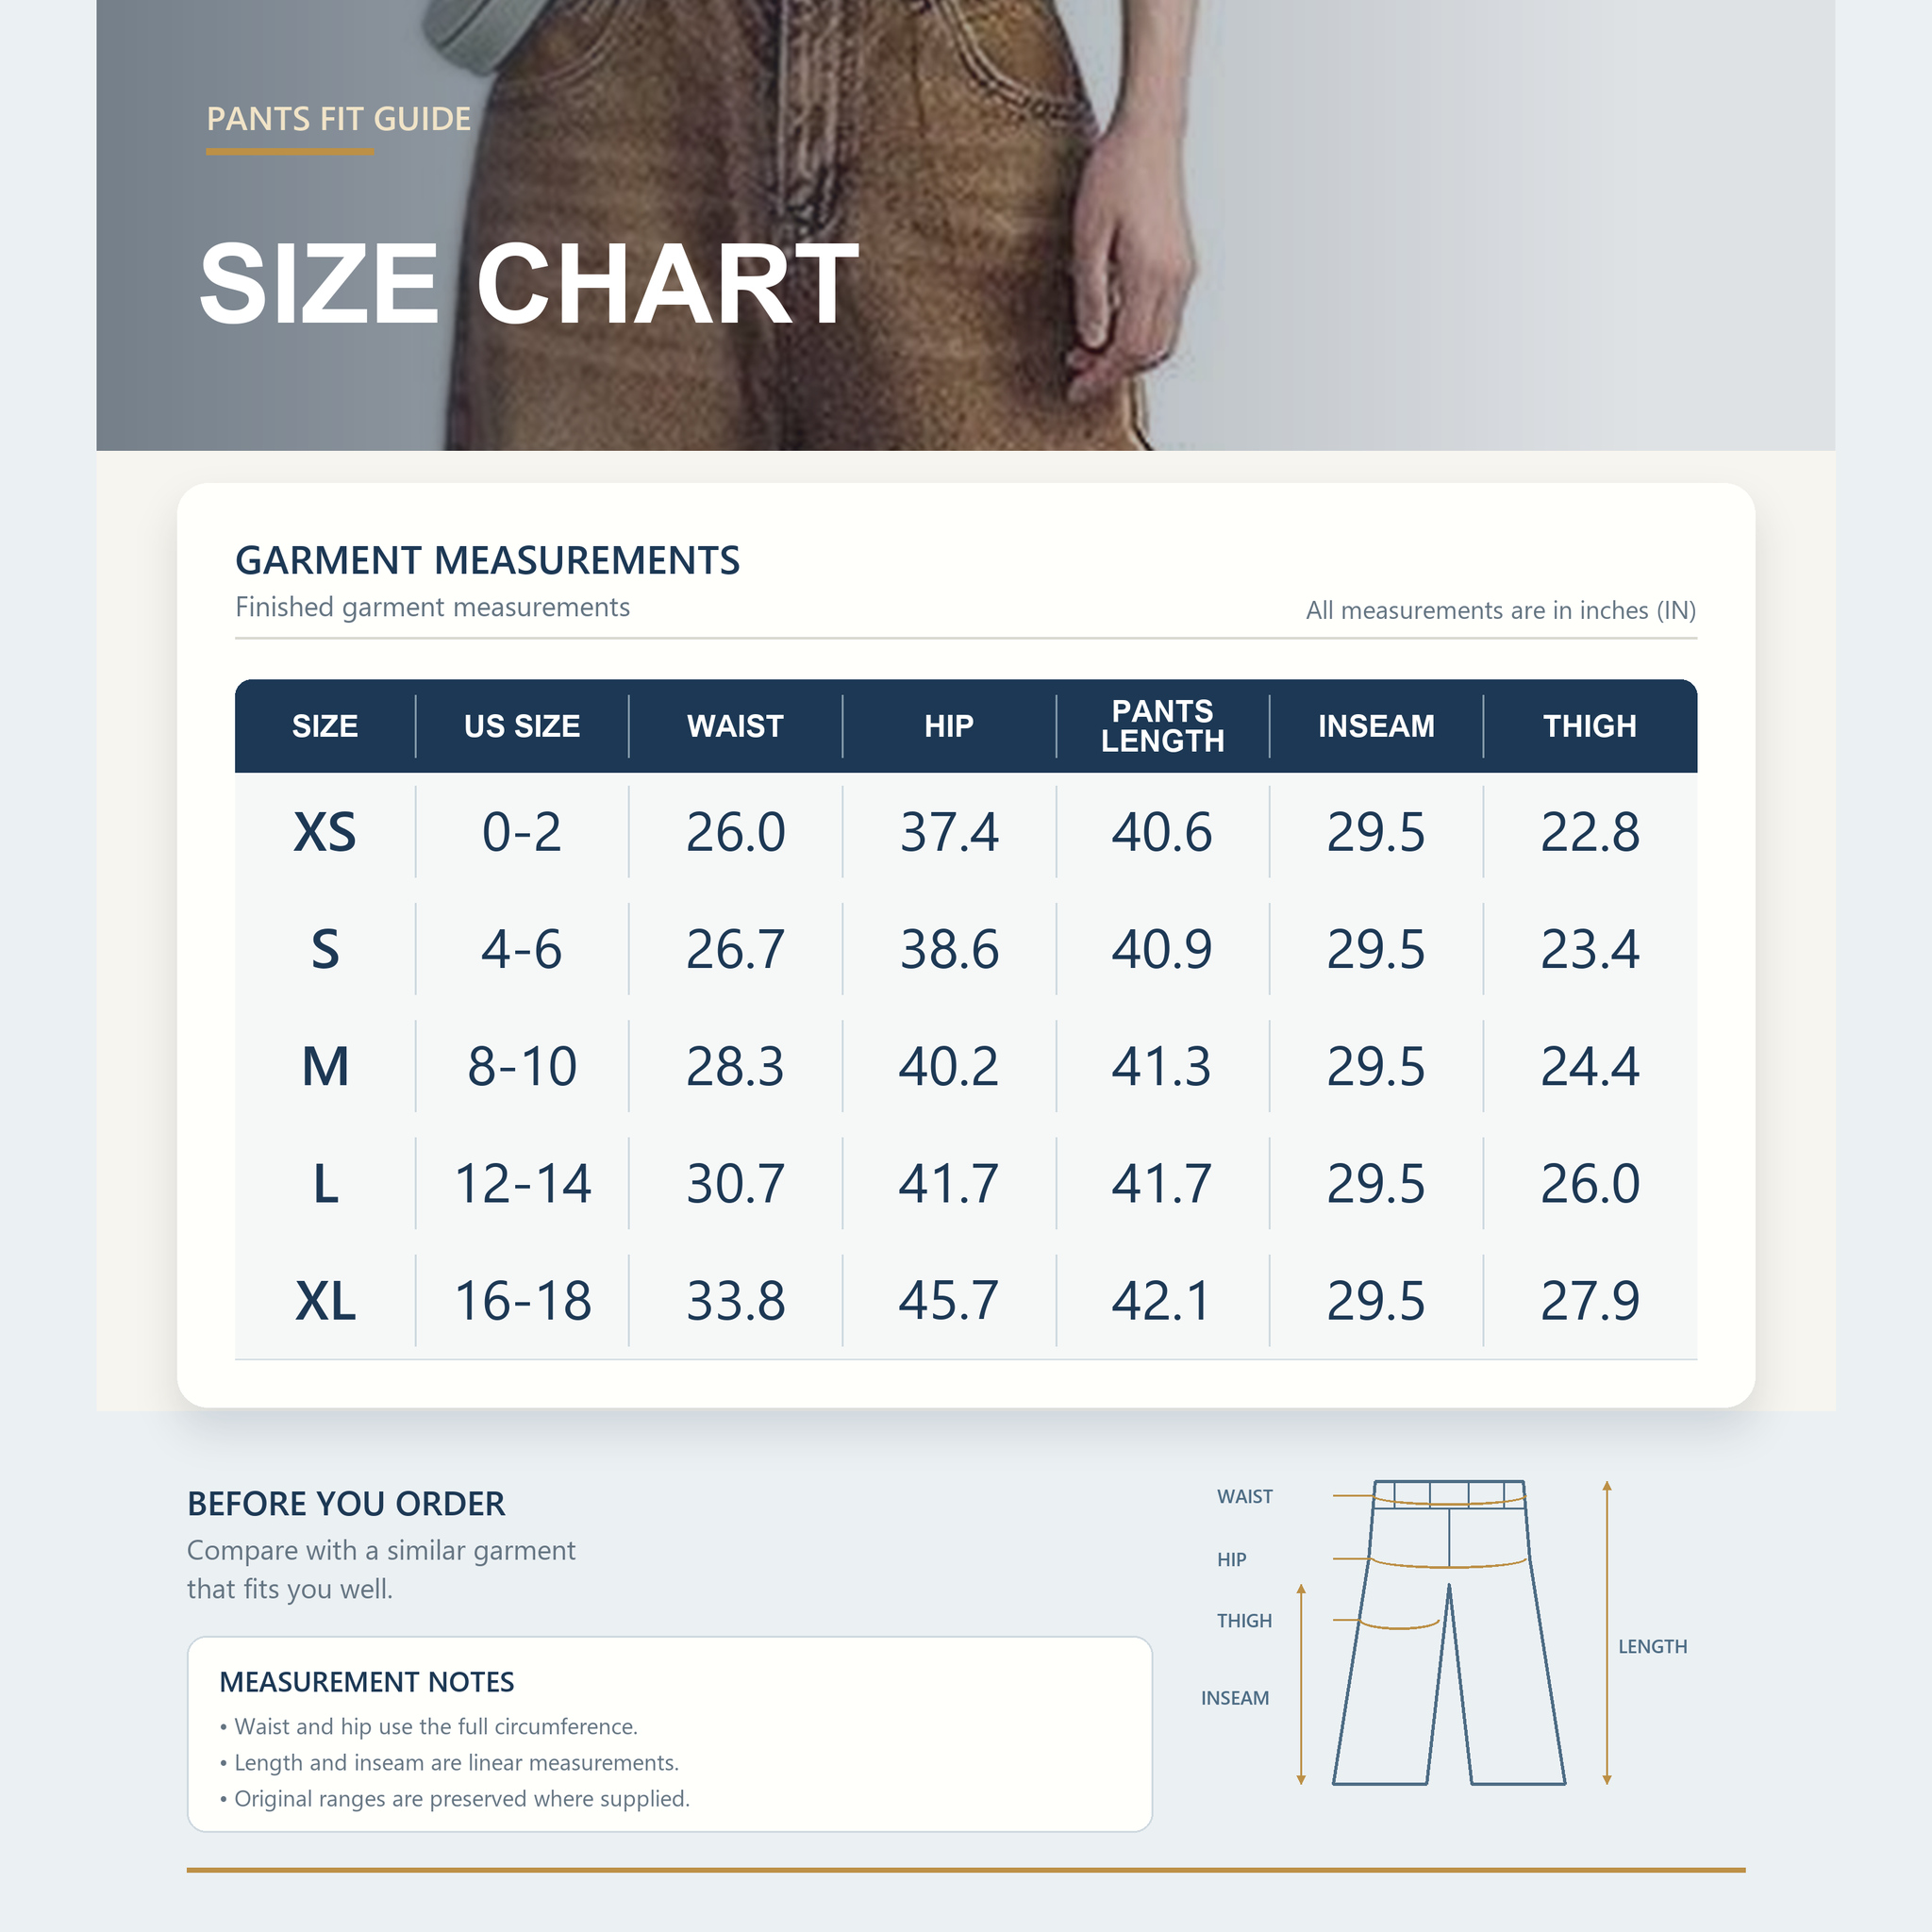 PANTS FIT GUIDE
SIZE CHART
GARMENT MEASUREMENTS
Finished garment measurements
All measurements are in inches (IN)
SIZE US SIZE WAIST HIP PANTS LENGTH INSEAM THIGH
XS 0-2 26.0 37.4 40.6 29.5 22.8
S 4-6 26.7 38.6 40.9 29.5 23.4
M 8-10 28.3 40.2 41.3 29.5 24.4
L 12-14 30.7 41.7 41.7 29.5 26.0
XL 16-18 33.8 45.7 42.1 29.5 27.9
BEFORE YOU ORDER
Compare with a similar garment
that fits you well.
MEASUREMENT NOTES
• Waist and hip use the full circumference.
• Length and inseam are linear measurements.
• Original ranges are preserved where supplied.
WAIST
HIP
THIGH
INSEAM
LENGTH